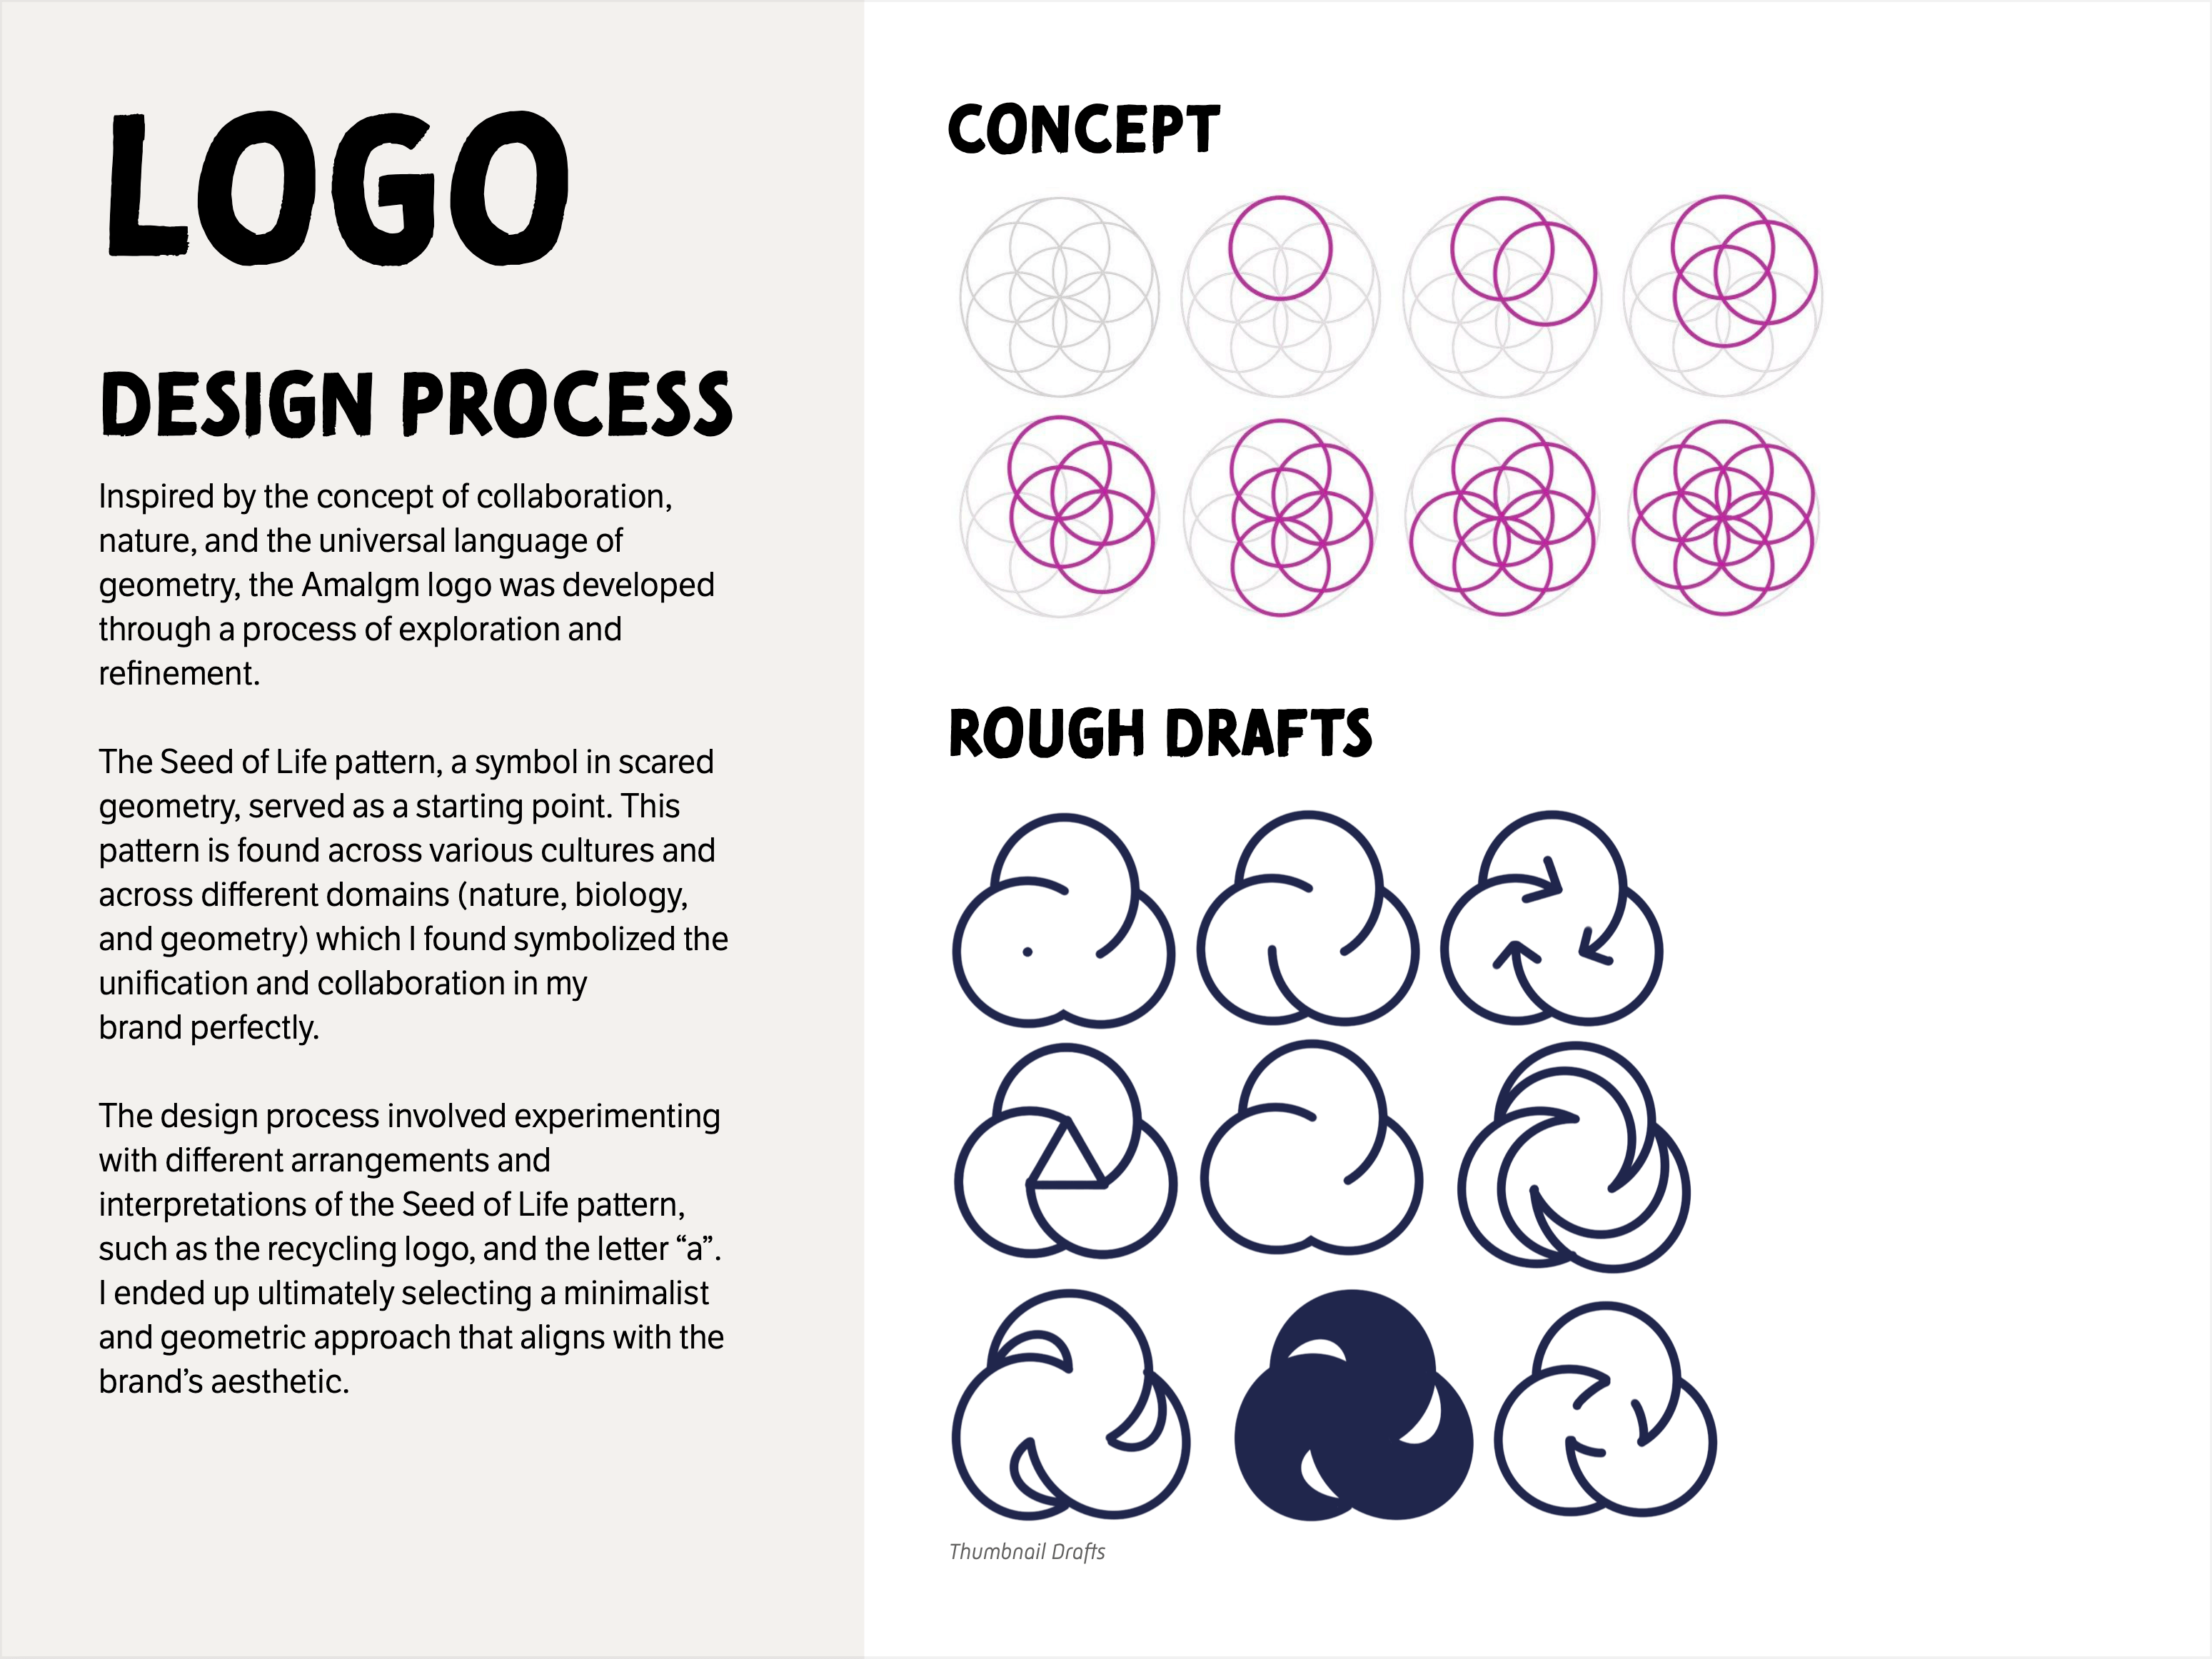 LOGO
DESIGN PROCESS
Inspired by the concept of collaboration,
nature, and the universal language of
geometry, the Amalgm logo was developed
through a process of exploration and
refinement.
The Seed of Life pattern, a symbol in scared
geometry, served as a starting point. This
pattern is found across various cultures and
across different domains (nature, biology,
and geometry) which I found symbolized the
unification and collaboration in my
brand perfectly.
The design process involved experimenting
with different arrangements and
interpretations of the Seed of Life pattern,
such as the recycling logo, and the letter “a”.
I ended up ultimately selecting a minimalist
and geometric approach that aligns with the
brand’s aesthetic.
CONCEPT
ROUGH DRAFTS
Thumbnail Drafts